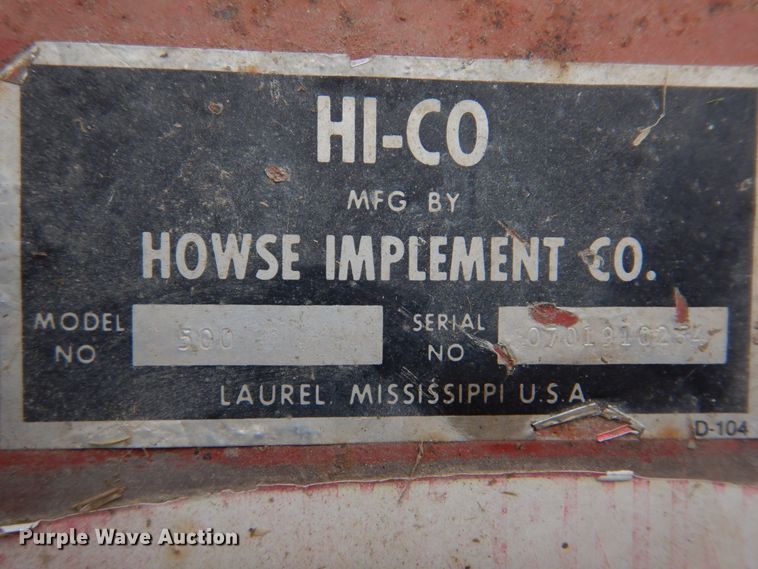 HI-CO
MFG BY
HOWSE IMPLEMENT CO.
MODEL NO 500
SERIAL NO
LAUREL, MISSISSIPPI U.S.A.
D-104
Purple Wave Auction